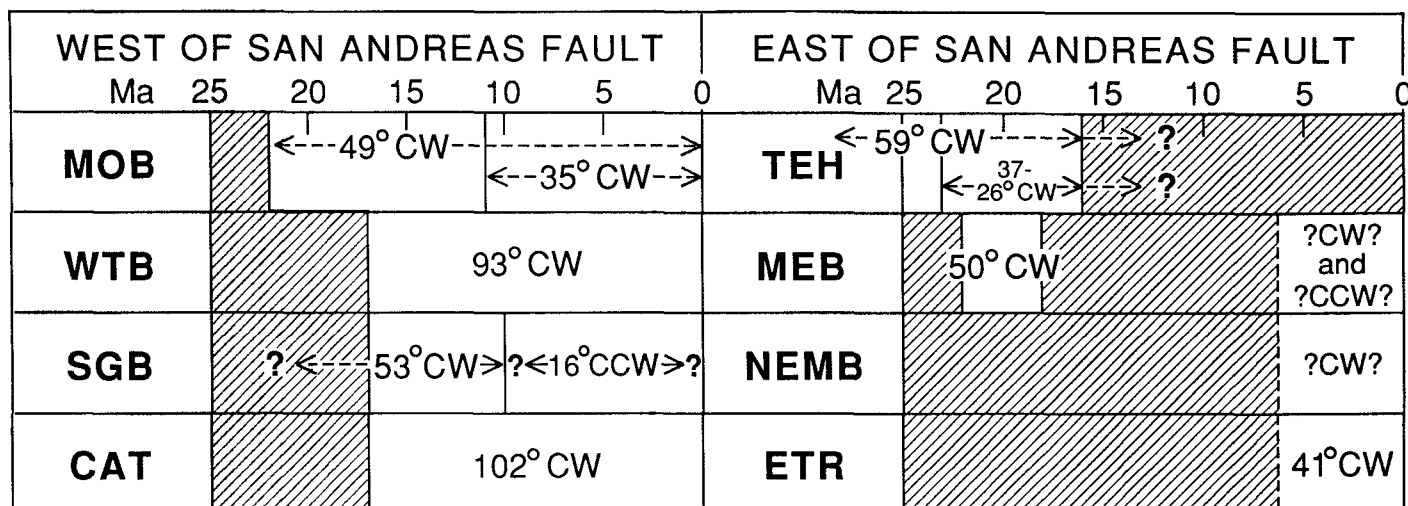 WEST OF SAN ANDREAS FAULT
EAST OF SAN ANDREAS FAULT
Ma 25 20 15 10 5 0
Ma 25 20 15 10 5 0
MOB
49° CW
35° CW
TEH
59° CW ?
37-
26°CW ?
WTB
93° CW
MEB
50° CW
?CW?
and
?CCW?
SGB
? 53°CW ? 16°CCW ?
NEMB
?CW?
CAT
102° CW
ETR
41°CW